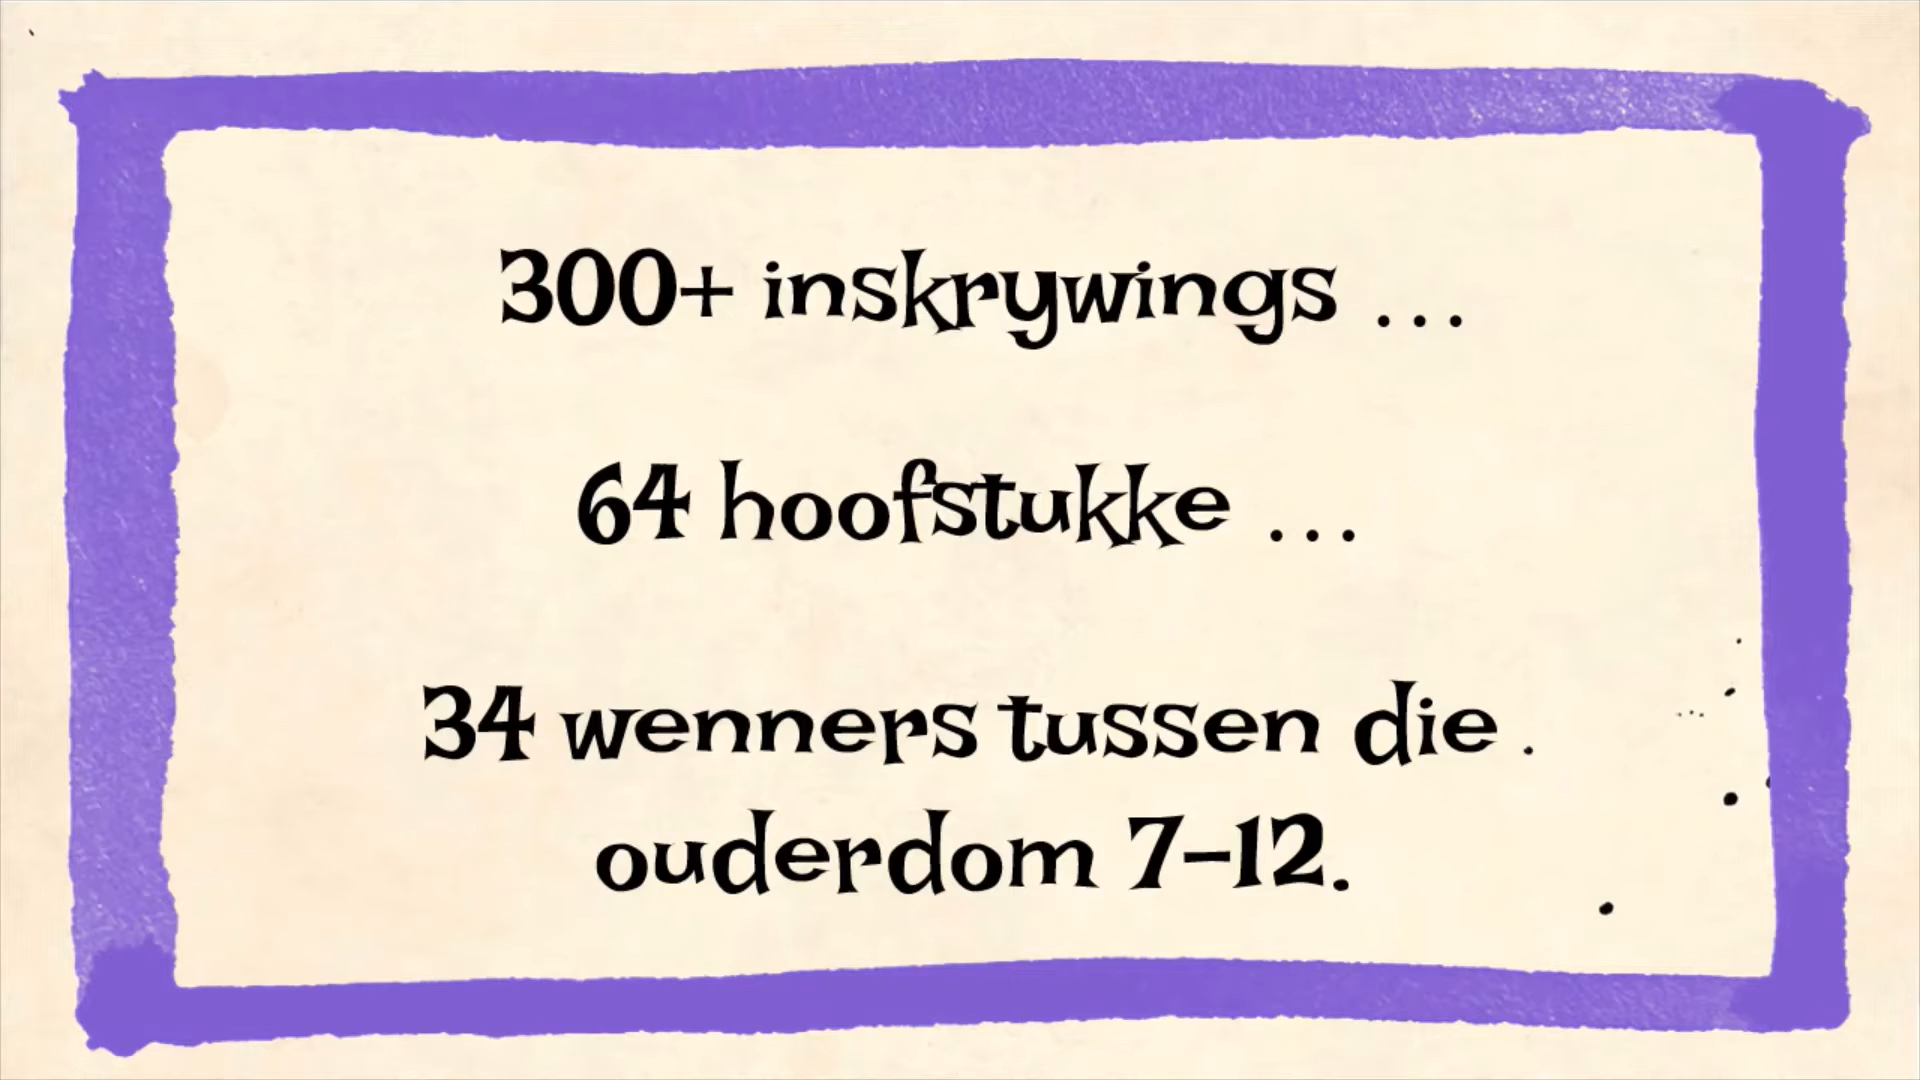 300+ inskrywings ...
64 hoofstukke ...
34 wenners tussen die .
ouderdom 7–12.